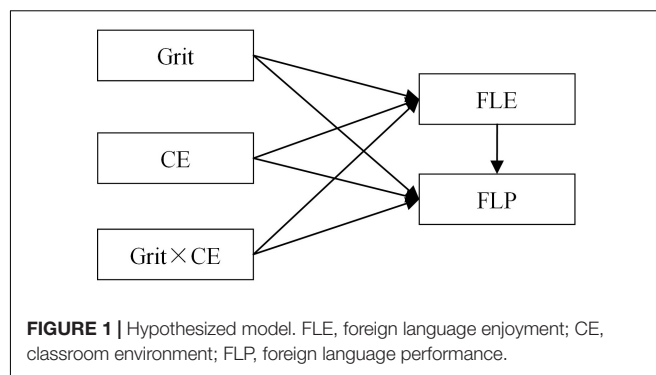 Grit
FLE
CE
FLP
Grit×CE
FIGURE 1 | Hypothesized model. FLE, foreign language enjoyment; CE,
classroom environment; FLP, foreign language performance.